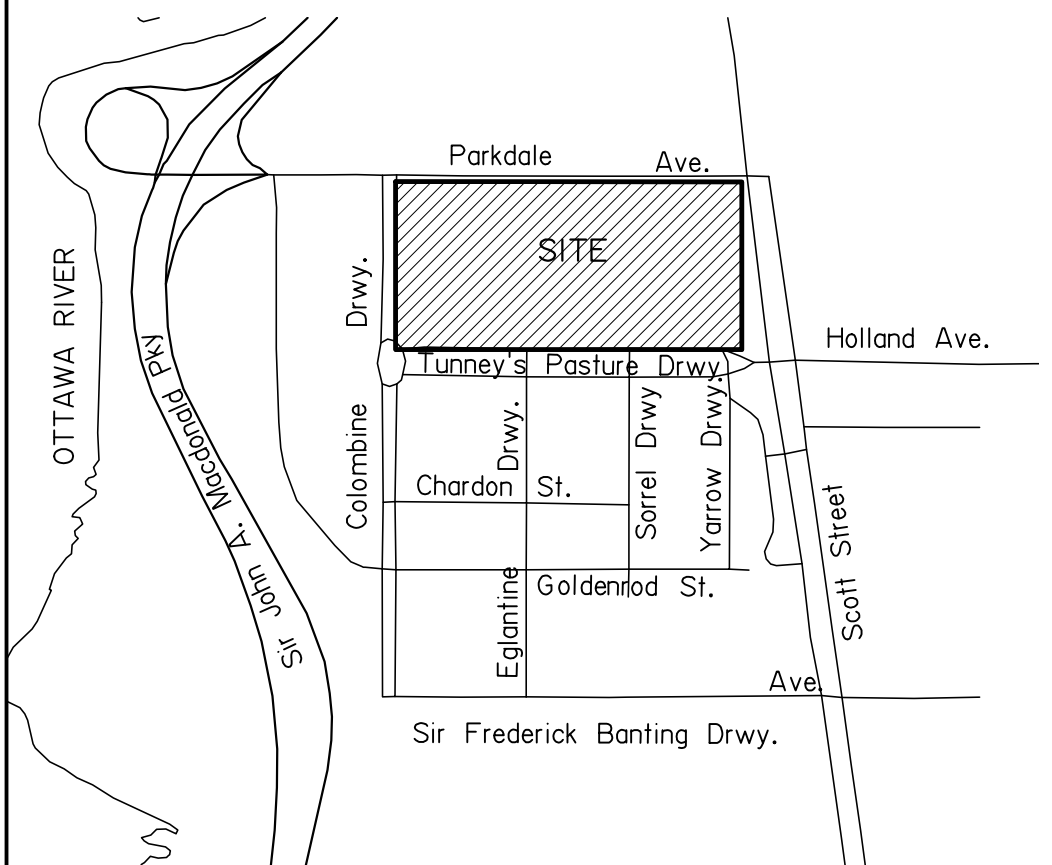 Parkdale Ave.
SITE
OTTAWA RIVER
Colombine Drwy.
Sir John A. Macdonald Pky
Holland Ave.
Tunney's Pasture Drwy.
Eglantine Drwy.
Sorrel Drwy
Yarrow Drwy.
Chardon St.
Scott Street
Goldenrod St.
Ave.
Sir Frederick Banting Drwy.